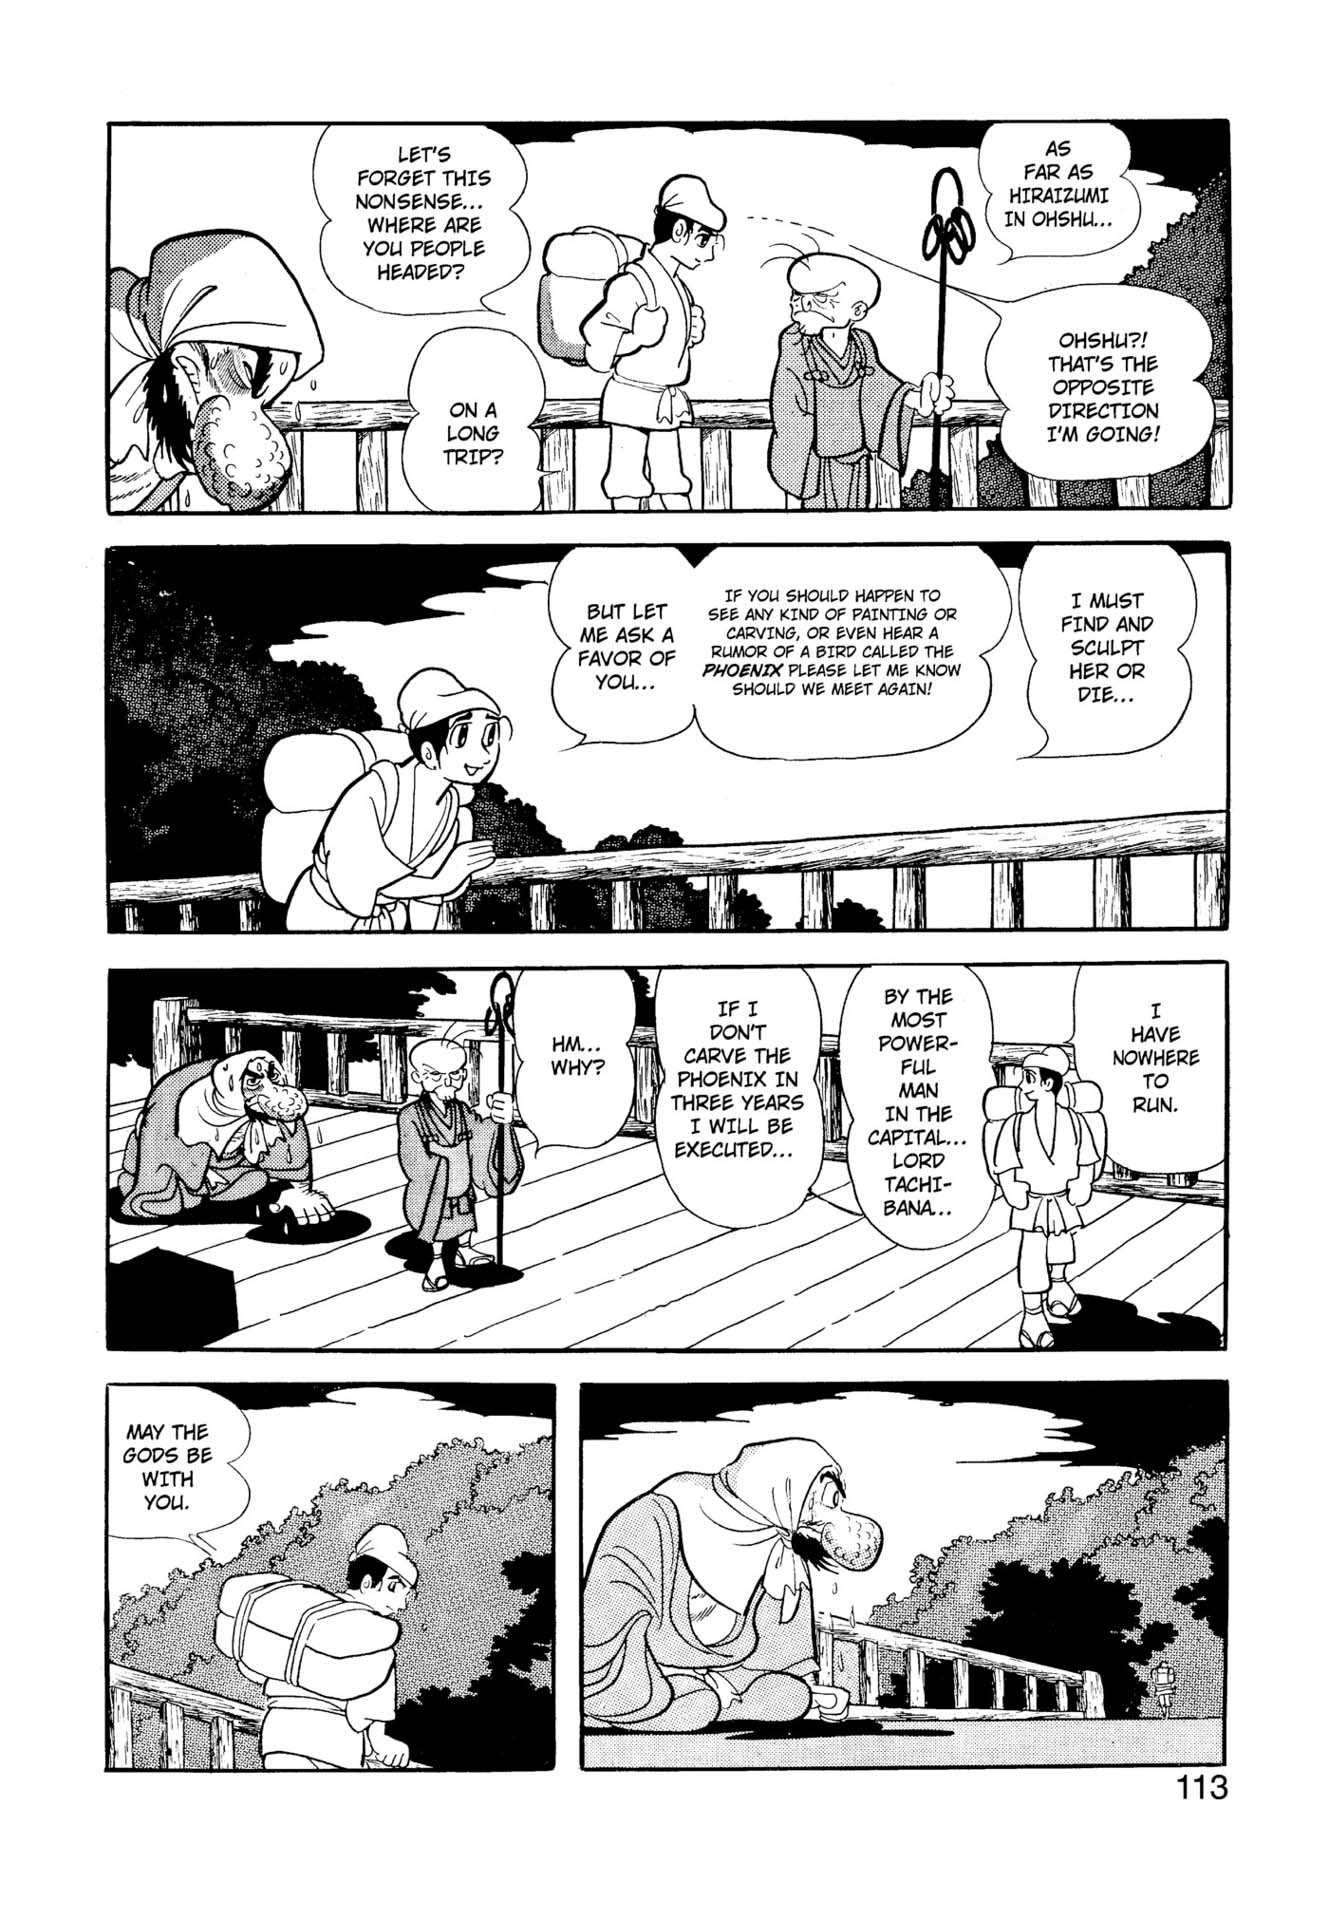 LET'S
FORGET THIS
NONSENSE...
WHERE ARE
YOU PEOPLE
HEADED?
ON A
LONG
TRIP?
AS
FAR AS
HIRAIZUMI
IN OHSHU...
OHSHU?!
THAT'S THE
OPPOSITE
DIRECTION
I'M GOING!
BUT LET
ME ASK A
FAVOR OF
YOU...
IF YOU SHOULD HAPPEN TO
SEE ANY KIND OF PAINTING OR
CARVING, OR EVEN HEAR A
RUMOR OF A BIRD CALLED THE
PHOENIX PLEASE LET ME KNOW
SHOULD WE MEET AGAIN!
I MUST
FIND AND
SCULPT
HER OR
DIE...
HM...
WHY?
IF I
DON'T
CARVE THE
PHOENIX IN
THREE YEARS
I WILL BE
EXECUTED...
BY THE
MOST
POWER-
FUL
MAN
IN THE
CAPITAL...
LORD
TACHI-
BANA...
I
HAVE
NOWHERE
TO
RUN.
MAY THE
GODS BE
WITH
YOU.
113